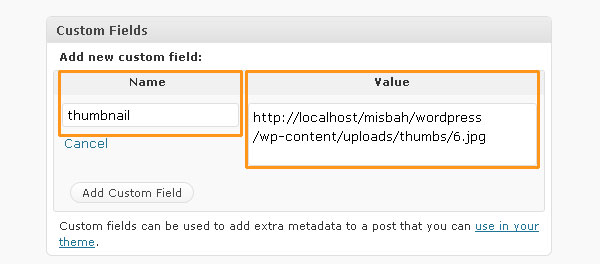 Custom Fields
Add new custom field:
Name Value
thumbnail
http://localhost/misbah/wordpress
/wp-content/uploads/thumbs/6.jpg
Cancel
Add Custom Field
Custom fields can be used to add extra metadata to a post that you can use in your
theme.